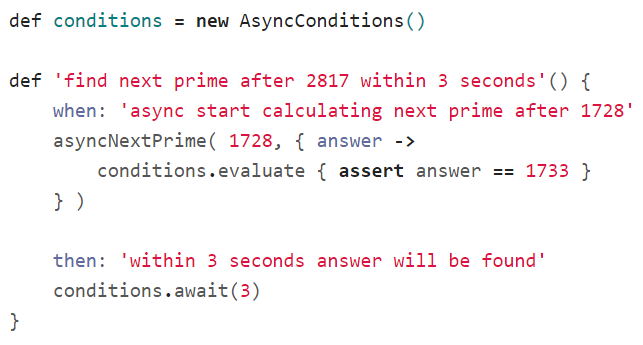 def conditions = new AsyncConditions()

def 'find next prime after 2817 within 3 seconds'() {
    when: 'async start calculating next prime after 1728'
    asyncNextPrime( 1728, { answer ->
        conditions.evaluate { assert answer == 1733 }
    } )

    then: 'within 3 seconds answer will be found'
    conditions.await(3)
}